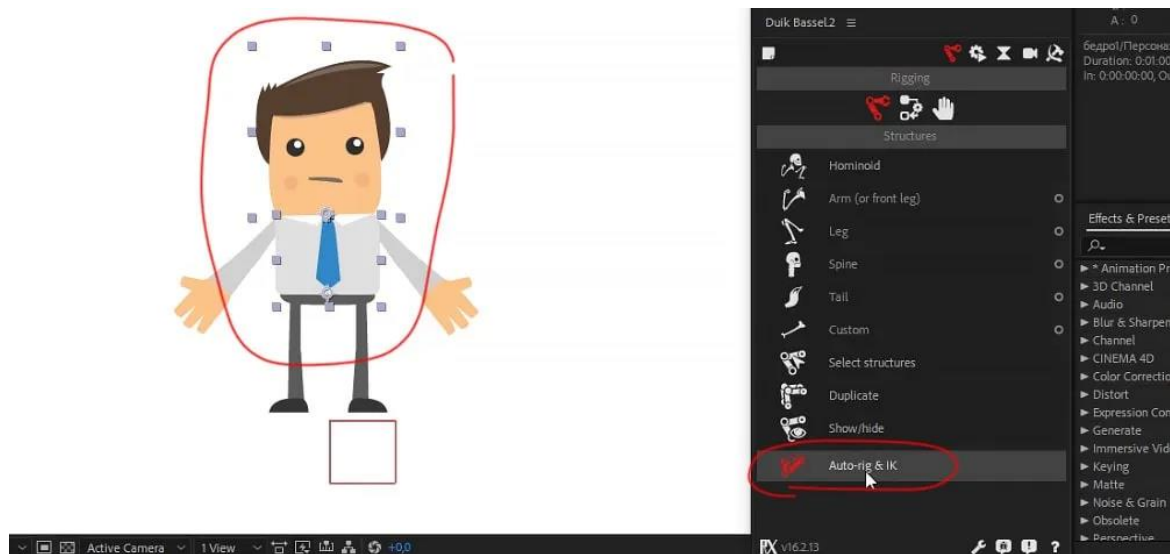 Duik Bassel.2
A : 0
бедро1/Персона
Duration: 0:01:00
In: 0:00:00:00, Ou
Rigging
Structures
Hominoid
Arm (or front leg)
Leg
Spine
Tail
Custom
Select structures
Duplicate
Show/hide
Auto-rig & IK
v16.2.13
Effects & Preset
* Animation Pr
3D Channel
Audio
Blur & Sharpen
Channel
CINEMA 4D
Color Correctio
Distort
Expression Con
Generate
Immersive Vid
Keying
Matte
Noise & Grain
Obsolete
Perspective
Active Camera
1 View
+0,0